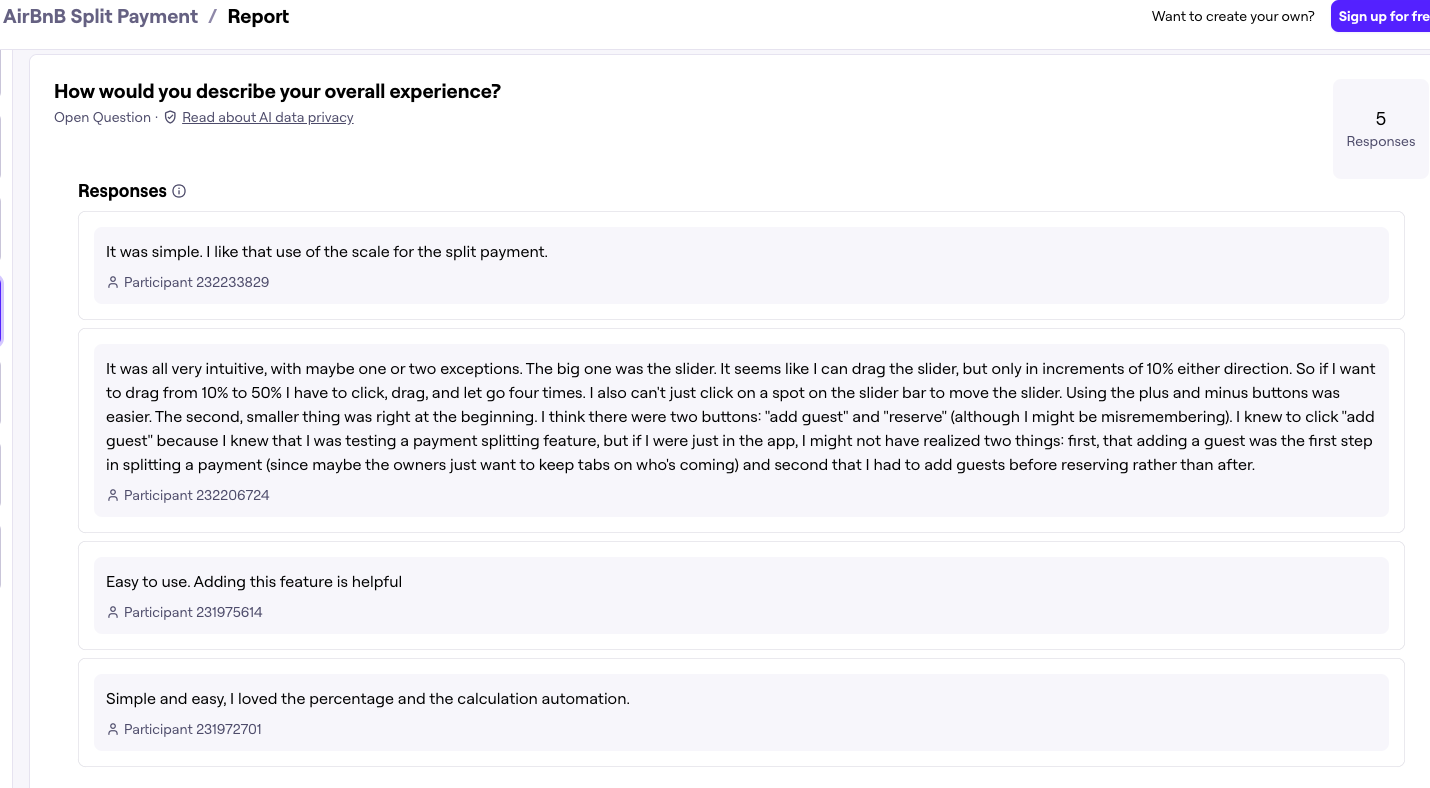 AirBnB Split Payment / Report
Want to create your own?
Sign up for fre
How would you describe your overall experience?
Open Question · Read about AI data privacy
5
Responses
Responses
It was simple. I like that use of the scale for the split payment.
Participant 232233829
It was all very intuitive, with maybe one or two exceptions. The big one was the slider. It seems like I can drag the slider, but only in increments of 10% either direction. So if I want
to drag from 10% to 50% I have to click, drag, and let go four times. I also can't just click on a spot on the slider bar to move the slider. Using the plus and minus buttons was
easier. The second, smaller thing was right at the beginning. I think there were two buttons: "add guest" and "reserve" (although I might be misremembering). I knew to click "add
guest" because I knew that I was testing a payment splitting feature, but if I were just in the app, I might not have realized two things: first, that adding a guest was the first step
in splitting a payment (since maybe the owners just want to keep tabs on who's coming) and second that I had to add guests before reserving rather than after.
Participant 232206724
Easy to use. Adding this feature is helpful
Participant 231975614
Simple and easy, I loved the percentage and the calculation automation.
Participant 231972701